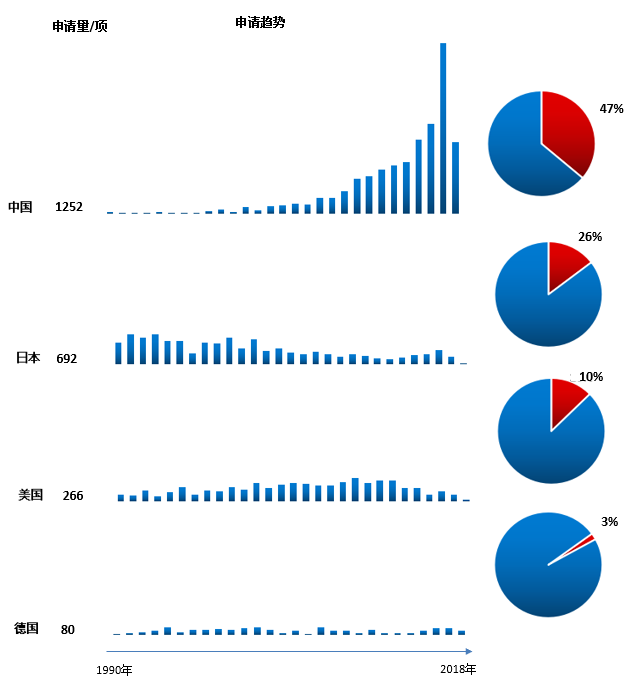 申请量/项
申请趋势
47%
中国 1252
26%
日本 692
10%
美国 266
3%
德国 80
1990年
2018年